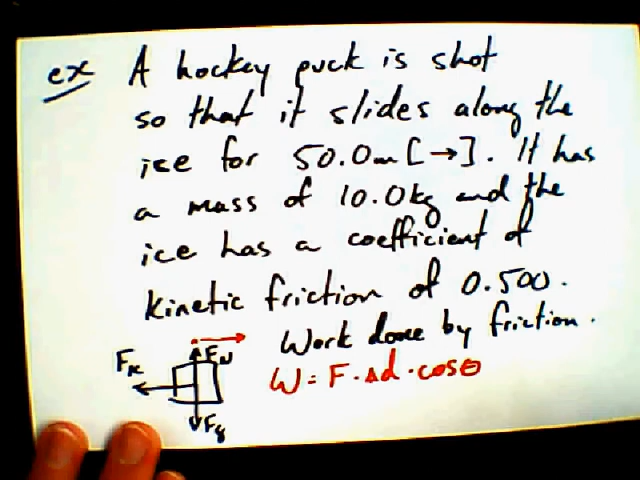 ex A hockey puck is shot
so that it slides along the
ice for 50.0m [→]. It has
a mass of 10.0kg and the
ice has a coefficient of
kinetic friction of 0.500.
Work done by friction.
FK FN
W = F · Δd · cosθ
Fg